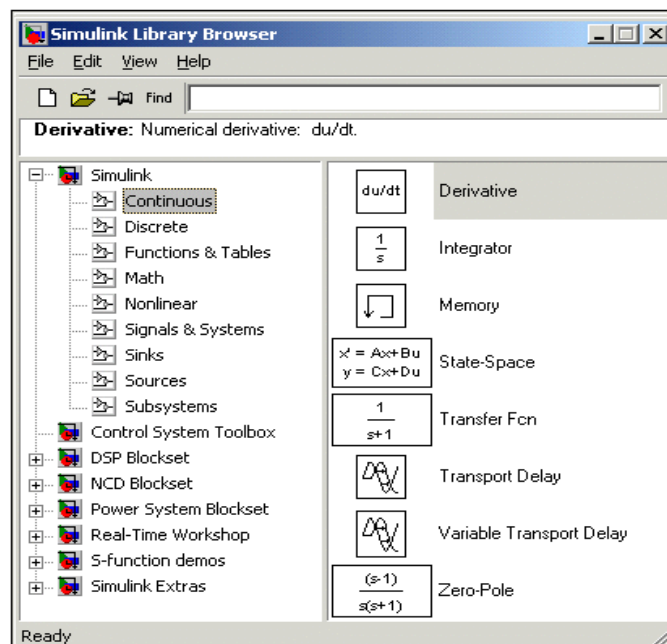 Simulink Library Browser
File Edit View Help
Find
Derivative: Numerical derivative: du/dt.
Simulink
Continuous
Discrete
Functions & Tables
Math
Nonlinear
Signals & Systems
Sinks
Sources
Subsystems
Control System Toolbox
DSP Blockset
NCD Blockset
Power System Blockset
Real-Time Workshop
S-function demos
Simulink Extras
du/dt Derivative
1
s
Integrator
Memory
x' = Ax+Bu
y = Cx+Du
State-Space
1
s+1
Transfer Fcn
Transport Delay
Variable Transport Delay
(s-1)
s(s+1)
Zero-Pole
Ready